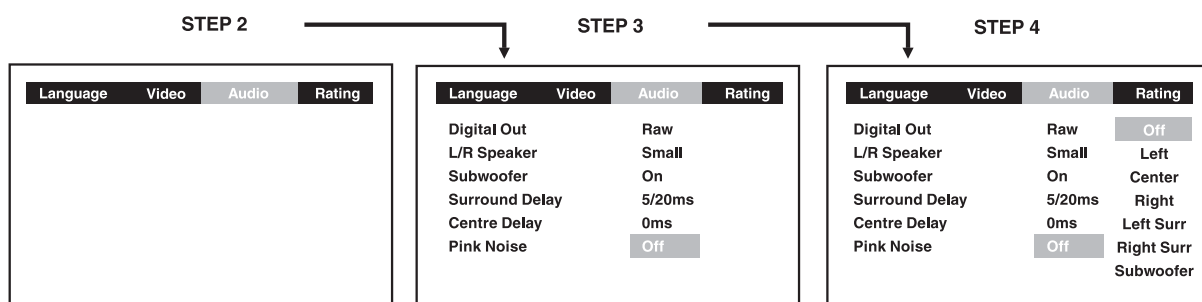 STEP 2
STEP 3
STEP 4
Language Video Audio Rating
Language Video Audio Rating
Digital Out Raw
L/R Speaker Small
Subwoofer On
Surround Delay 5/20ms
Centre Delay 0ms
Pink Noise Off
Language Video Audio Rating
Digital Out Raw Off
L/R Speaker Small Left
Subwoofer On Center
Surround Delay 5/20ms Right
Centre Delay 0ms Left Surr
Pink Noise Off Right Surr
Subwoofer